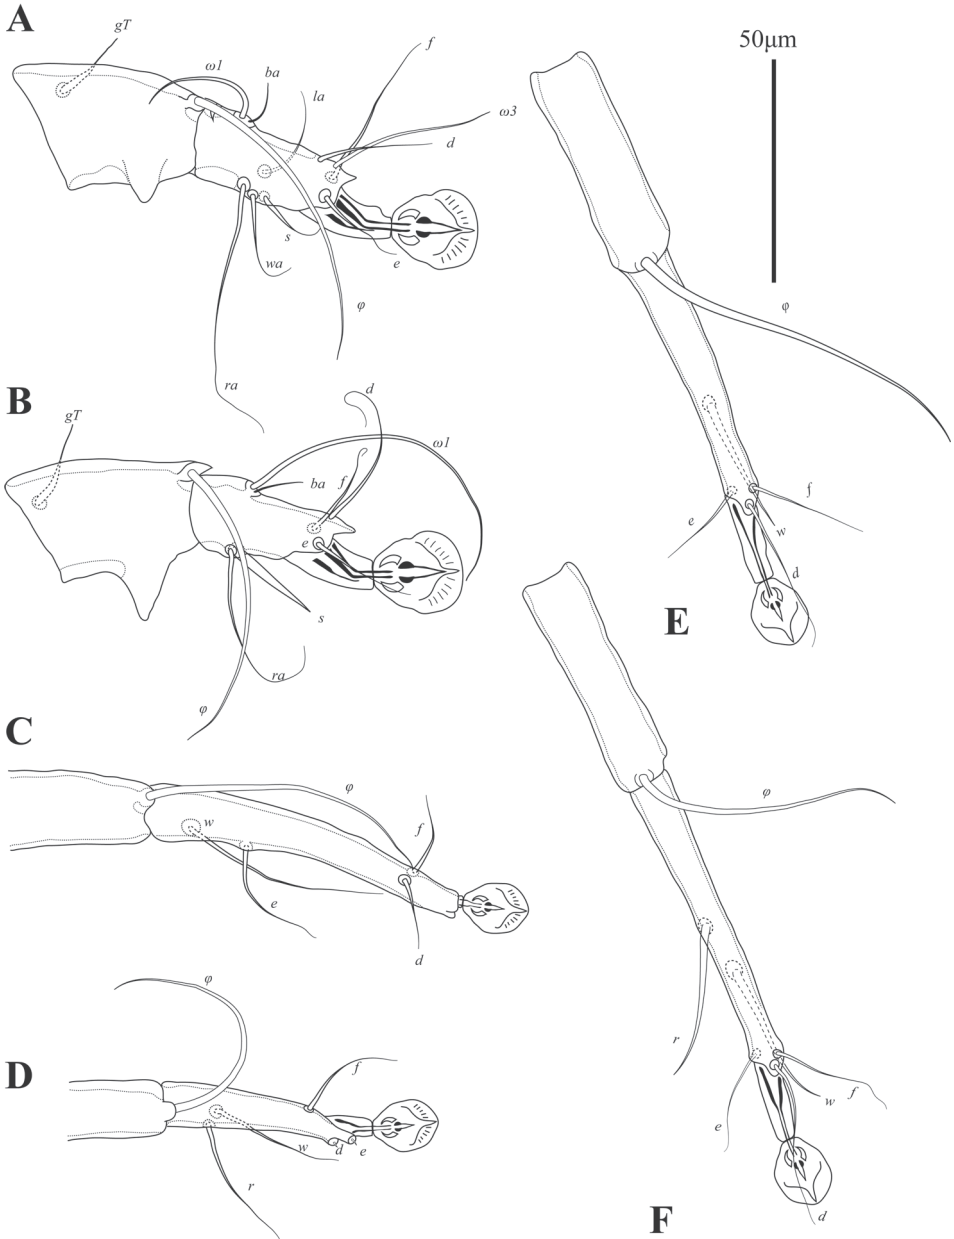 A
gT
ω1
ba
la
f
ω3
d
s
wa
e
φ
ra
B
gT
d
ω1
ba
f
e
s
ra
φ
C
φ
f
w
e
d
D
φ
f
w
d
e
r
50μm
φ
f
e
w
d
E
φ
r
w
f
e
d
F